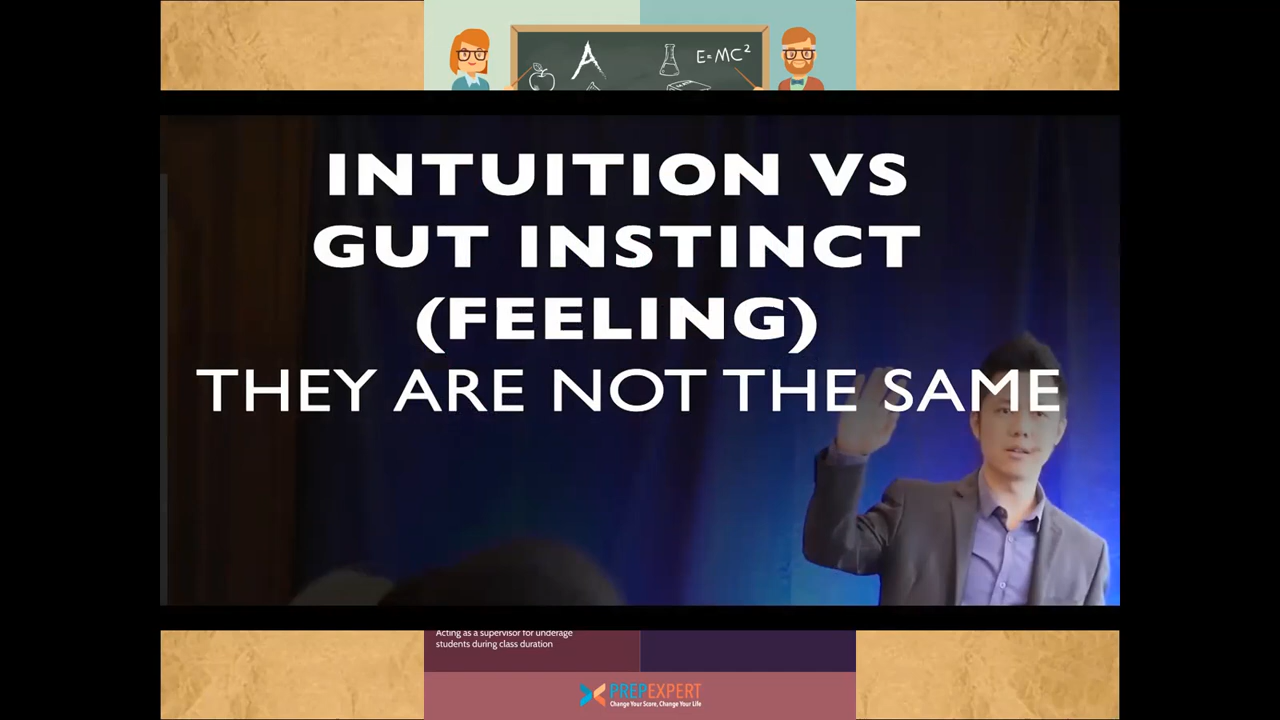 A
E=MC²
INTUITION VS
GUT INSTINCT
(FEELING)
THEY ARE NOT THE SAME
Acting as a supervisor for underage
students during class duration
PREPEXPERT
Change Your Score, Change Your Life